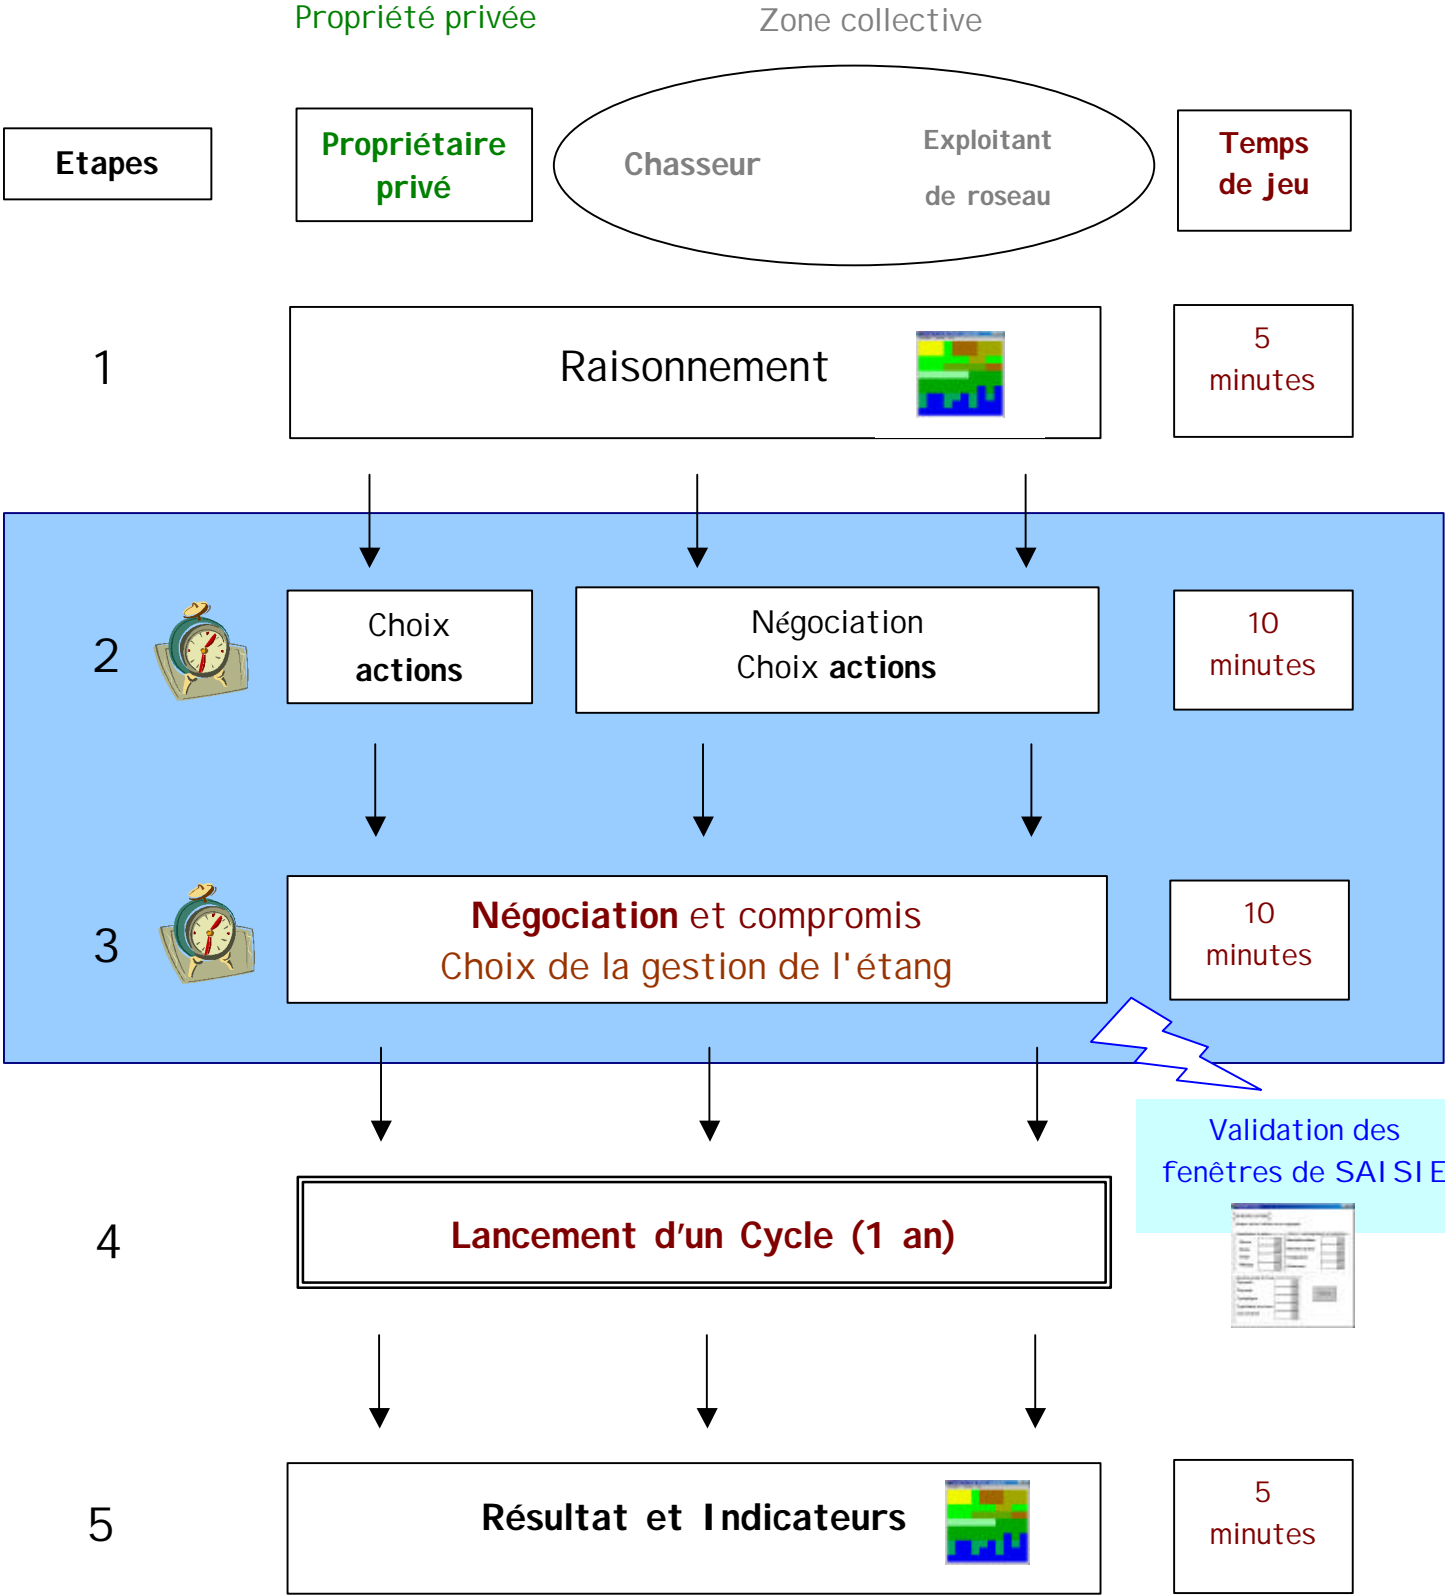 Propriété privée
Zone collective
Etapes
Propriétaire
privé
Chasseur
Exploitant
de roseau
Temps
de jeu
1
Raisonnement
5
minutes
2
Choix
actions
Négociation
Choix actions
10
minutes
3
Négociation et compromis
Choix de la gestion de l'étang
10
minutes
Validation des
fenêtres de SAISIE
4
Lancement d’un Cycle (1 an)
5
Résultat et Indicateurs
5
minutes